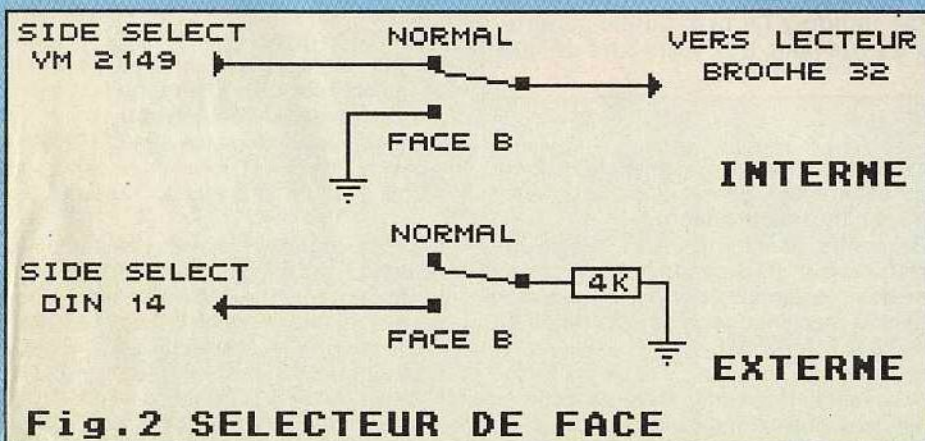 SIDE SELECT
YM 2149
NORMAL
VERS LECTEUR
BROCHE 32
FACE B
INTERNE
NORMAL
SIDE SELECT
DIN 14
4K
FACE B
EXTERNE
Fig.2 SELECTEUR DE FACE